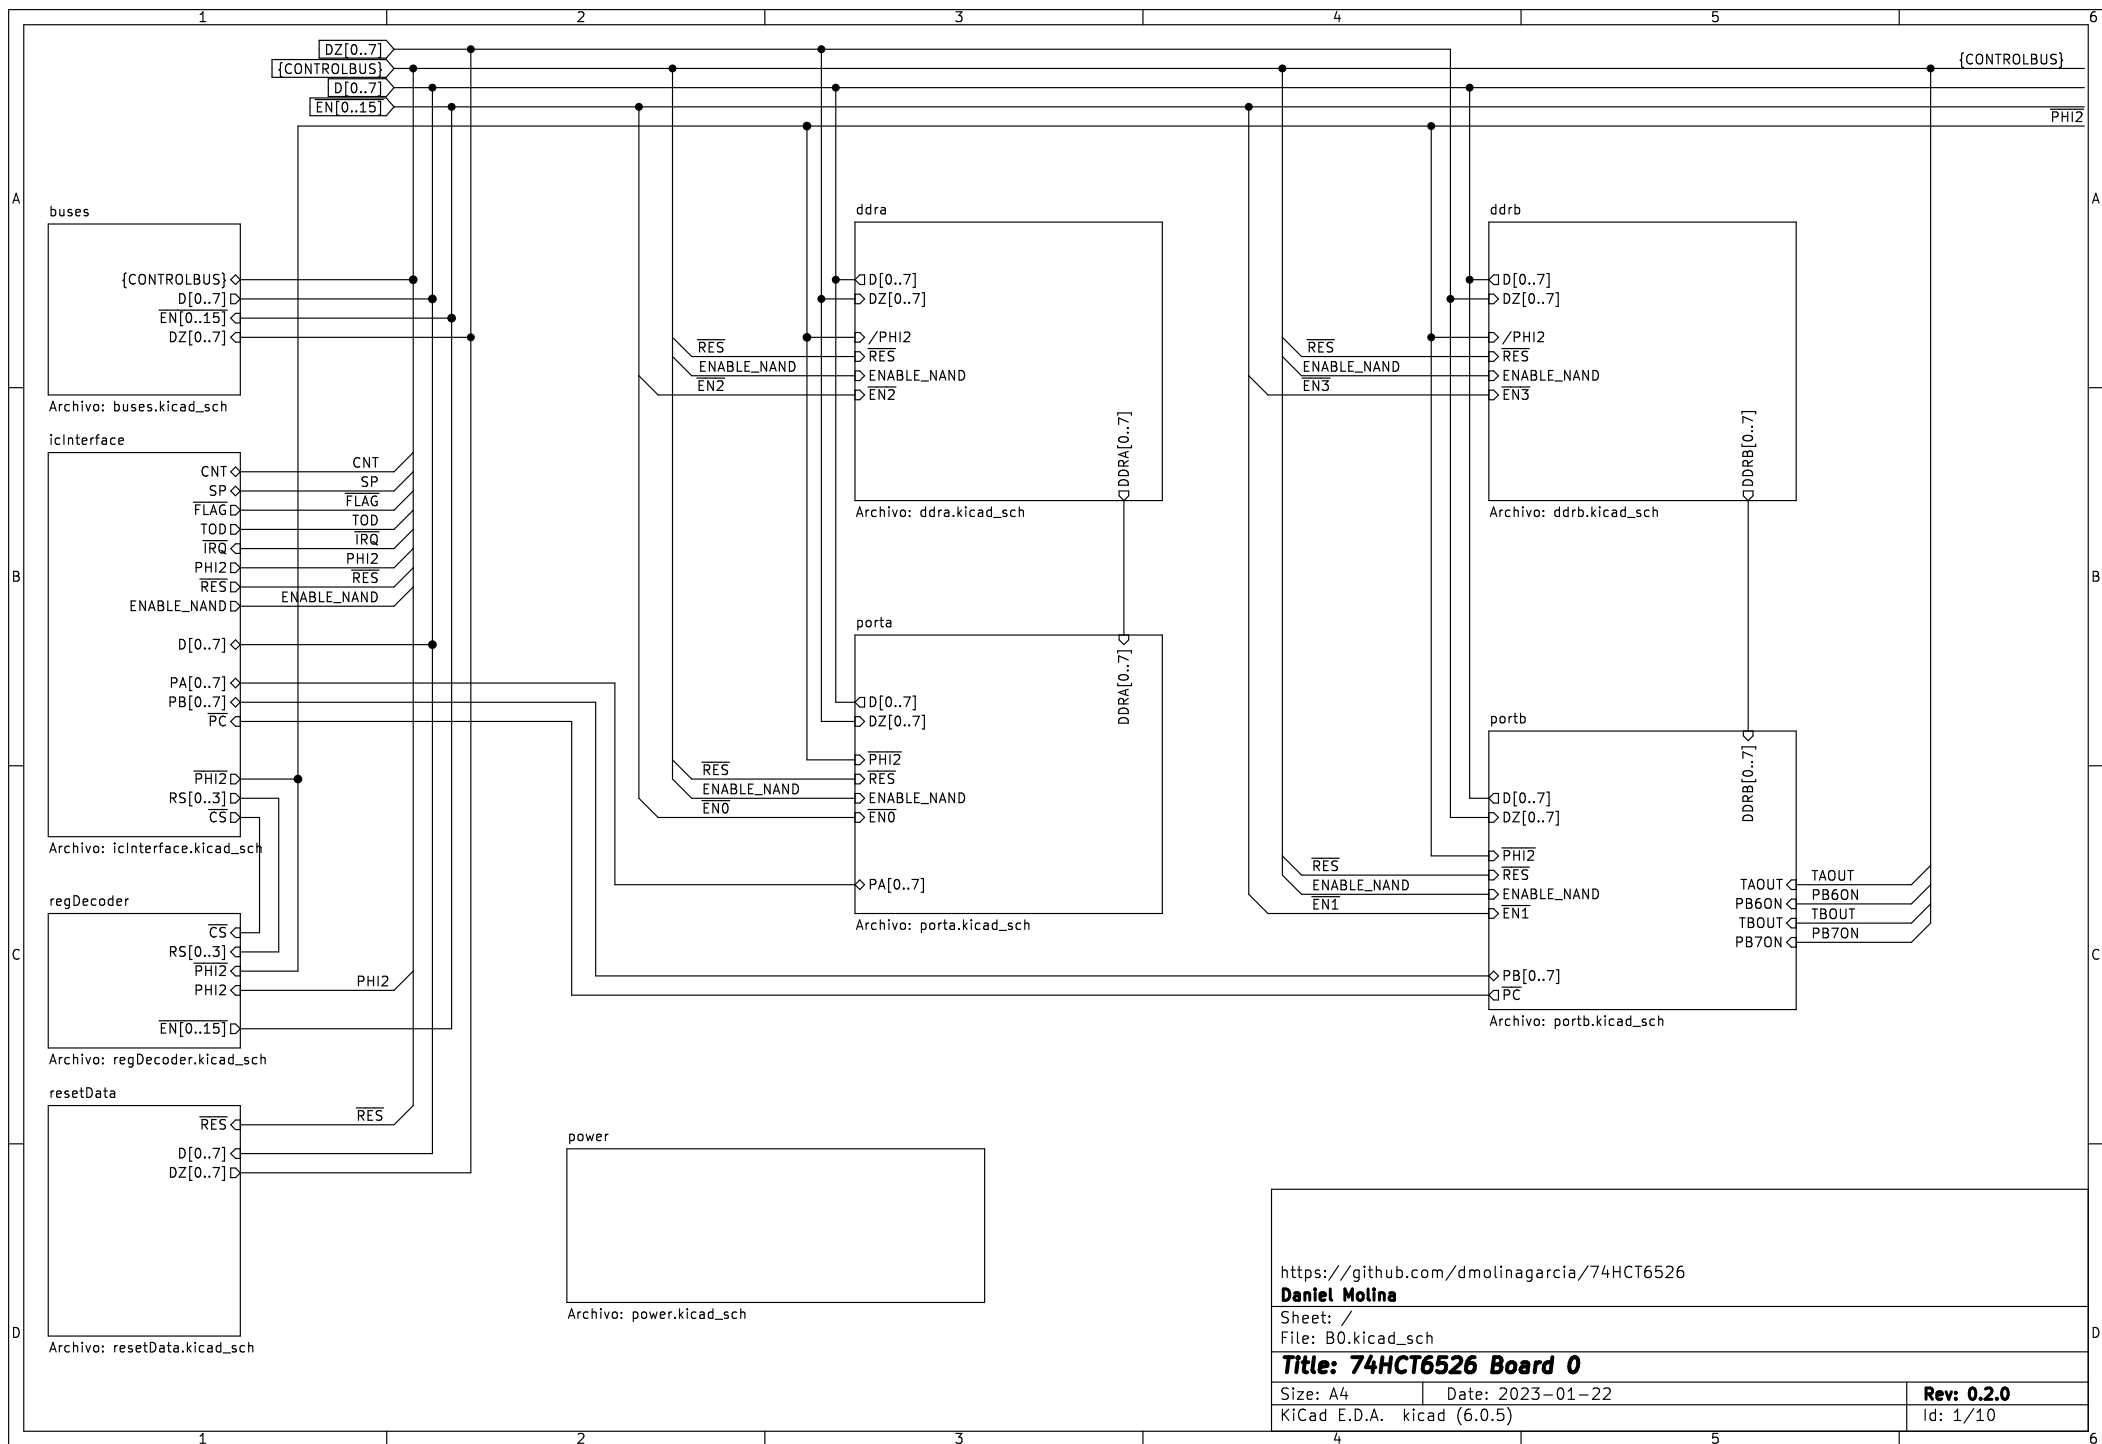 1 2 3 4 5 6
DZ[0..7]
{CONTROLBUS}
D[0..7]
EN[0..15]
{CONTROLBUS}
PHI2
A
A
buses
{CONTROLBUS}
D[0..7]
EN[0..15]
DZ[0..7]
Archivo: buses.kicad_sch
icInterface
CNT
SP
FLAG
TOD
IRQ
PHI2
RES
ENABLE_NAND
D[0..7]
PA[0..7]
PB[0..7]
PC
PHI2
RS[0..3]
CS
Archivo: icInterface.kicad_sch
CNT
SP
FLAG
TOD
IRQ
PHI2
RES
ENABLE_NAND
B
B
regDecoder
CS
RS[0..3]
PHI2
PHI2
EN[0..15]
Archivo: regDecoder.kicad_sch
PHI2
resetData
RES
D[0..7]
DZ[0..7]
Archivo: resetData.kicad_sch
RES
ddra
D[0..7]
DZ[0..7]
/PHI2
RES
ENABLE_NAND
EN2
DDRA[0..7]
Archivo: ddra.kicad_sch
RES
ENABLE_NAND
EN2
porta
DDRA[0..7]
D[0..7]
DZ[0..7]
PHI2
RES
ENABLE_NAND
EN0
PA[0..7]
Archivo: porta.kicad_sch
RES
ENABLE_NAND
EN0
ddrb
D[0..7]
DZ[0..7]
/PHI2
RES
ENABLE_NAND
EN3
DDRB[0..7]
Archivo: ddrb.kicad_sch
RES
ENABLE_NAND
EN3
portb
DDRB[0..7]
D[0..7]
DZ[0..7]
PHI2
RES
ENABLE_NAND
EN1
PB[0..7]
PC
TAOUT
PB6ON
TBOUT
PB7ON
Archivo: portb.kicad_sch
RES
ENABLE_NAND
EN1
TAOUT
PB6ON
TBOUT
PB7ON
C
C
power
Archivo: power.kicad_sch
D
D
https://github.com/dmolinagarcia/74HCT6526
Daniel Molina
Sheet: /
File: B0.kicad_sch
Title: 74HCT6526 Board 0
Size: A4 Date: 2023-01-22 Rev: 0.2.0
KiCad E.D.A. kicad (6.0.5) Id: 1/10
1 2 3 4 5 6